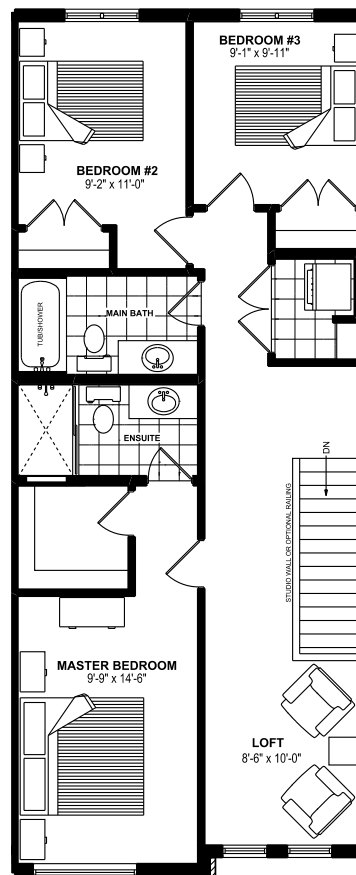 BEDROOM #3
9'-1" x 9'-11"
BEDROOM #2
9'-2" x 11'-0"
TUB/SHOWER
MAIN BATH
ENSUITE
DN
STUDIO WALL OR OPTIONAL RAILING
MASTER BEDROOM
9'-9" x 14'-6"
LOFT
8'-6" x 10'-0"